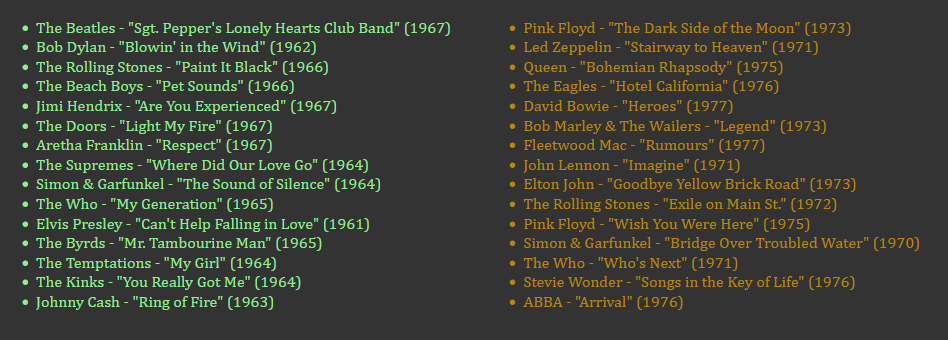 • The Beatles - "Sgt. Pepper's Lonely Hearts Club Band" (1967)
• Bob Dylan - "Blowin' in the Wind" (1962)
• The Rolling Stones - "Paint It Black" (1966)
• The Beach Boys - "Pet Sounds" (1966)
• Jimi Hendrix - "Are You Experienced" (1967)
• The Doors - "Light My Fire" (1967)
• Aretha Franklin - "Respect" (1967)
• The Supremes - "Where Did Our Love Go" (1964)
• Simon & Garfunkel - "The Sound of Silence" (1964)
• The Who - "My Generation" (1965)
• Elvis Presley - "Can't Help Falling in Love" (1961)
• The Byrds - "Mr. Tambourine Man" (1965)
• The Temptations - "My Girl" (1964)
• The Kinks - "You Really Got Me" (1964)
• Johnny Cash - "Ring of Fire" (1963)
• Pink Floyd - "The Dark Side of the Moon" (1973)
• Led Zeppelin - "Stairway to Heaven" (1971)
• Queen - "Bohemian Rhapsody" (1975)
• The Eagles - "Hotel California" (1976)
• David Bowie - "Heroes" (1977)
• Bob Marley & The Wailers - "Legend" (1973)
• Fleetwood Mac - "Rumours" (1977)
• John Lennon - "Imagine" (1971)
• Elton John - "Goodbye Yellow Brick Road" (1973)
• The Rolling Stones - "Exile on Main St." (1972)
• Pink Floyd - "Wish You Were Here" (1975)
• Simon & Garfunkel - "Bridge Over Troubled Water" (1970)
• The Who - "Who's Next" (1971)
• Stevie Wonder - "Songs in the Key of Life" (1976)
• ABBA - "Arrival" (1976)